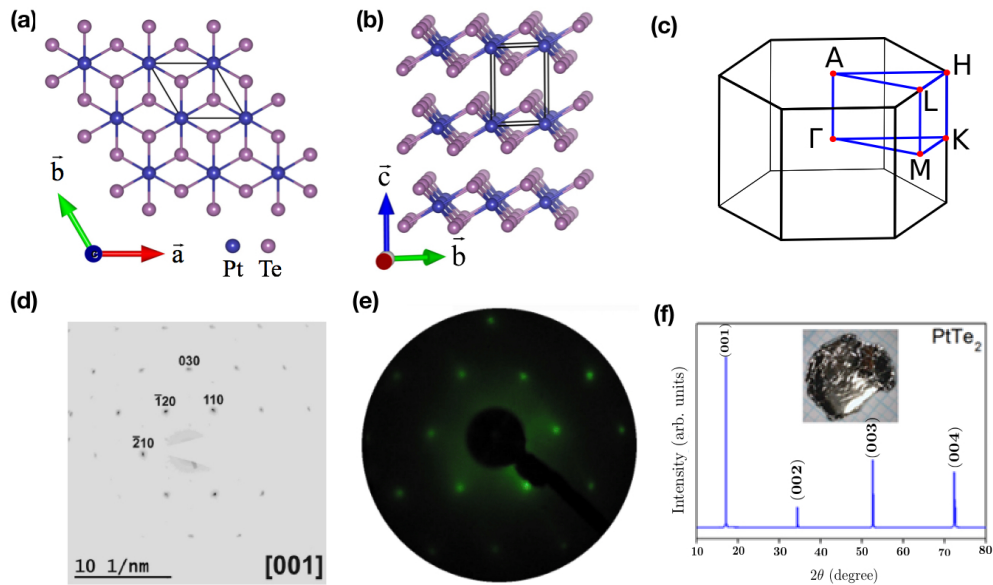 (a)
b⃗
a⃗
Pt Te
(b)
c⃗
b⃗
(c)
A
H
L
Γ
K
M
(d)
030
1̅20 110
2̅10
10 1/nm
[001]
(e)
(f)
PtTe₂
(001)
(002)
(003)
(004)
Intensity (arb. units)
10 20 30 40 50 60 70 80
2θ (degree)